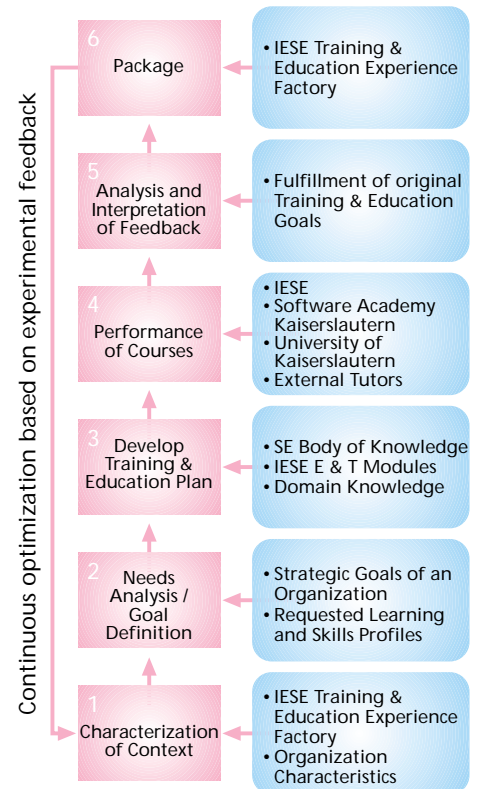 Continuous optimization based on experimental feedback
6
Package
• IESE Training &
Education Experience
Factory
5
Analysis and
Interpretation
of Feedback
• Fulfillment of original
Training & Education
Goals
4
Performance
of Courses
• IESE
• Software Academy
Kaiserslautern
• University of
Kaiserslautern
• External Tutors
3
Develop
Training &
Education Plan
• SE Body of Knowledge
• IESE E & T Modules
• Domain Knowledge
2
Needs
Analysis /
Goal
Definition
• Strategic Goals of an
Organization
• Requested Learning
and Skills Profiles
1
Characterization
of Context
• IESE Training &
Education Experience
Factory
• Organization
Characteristics